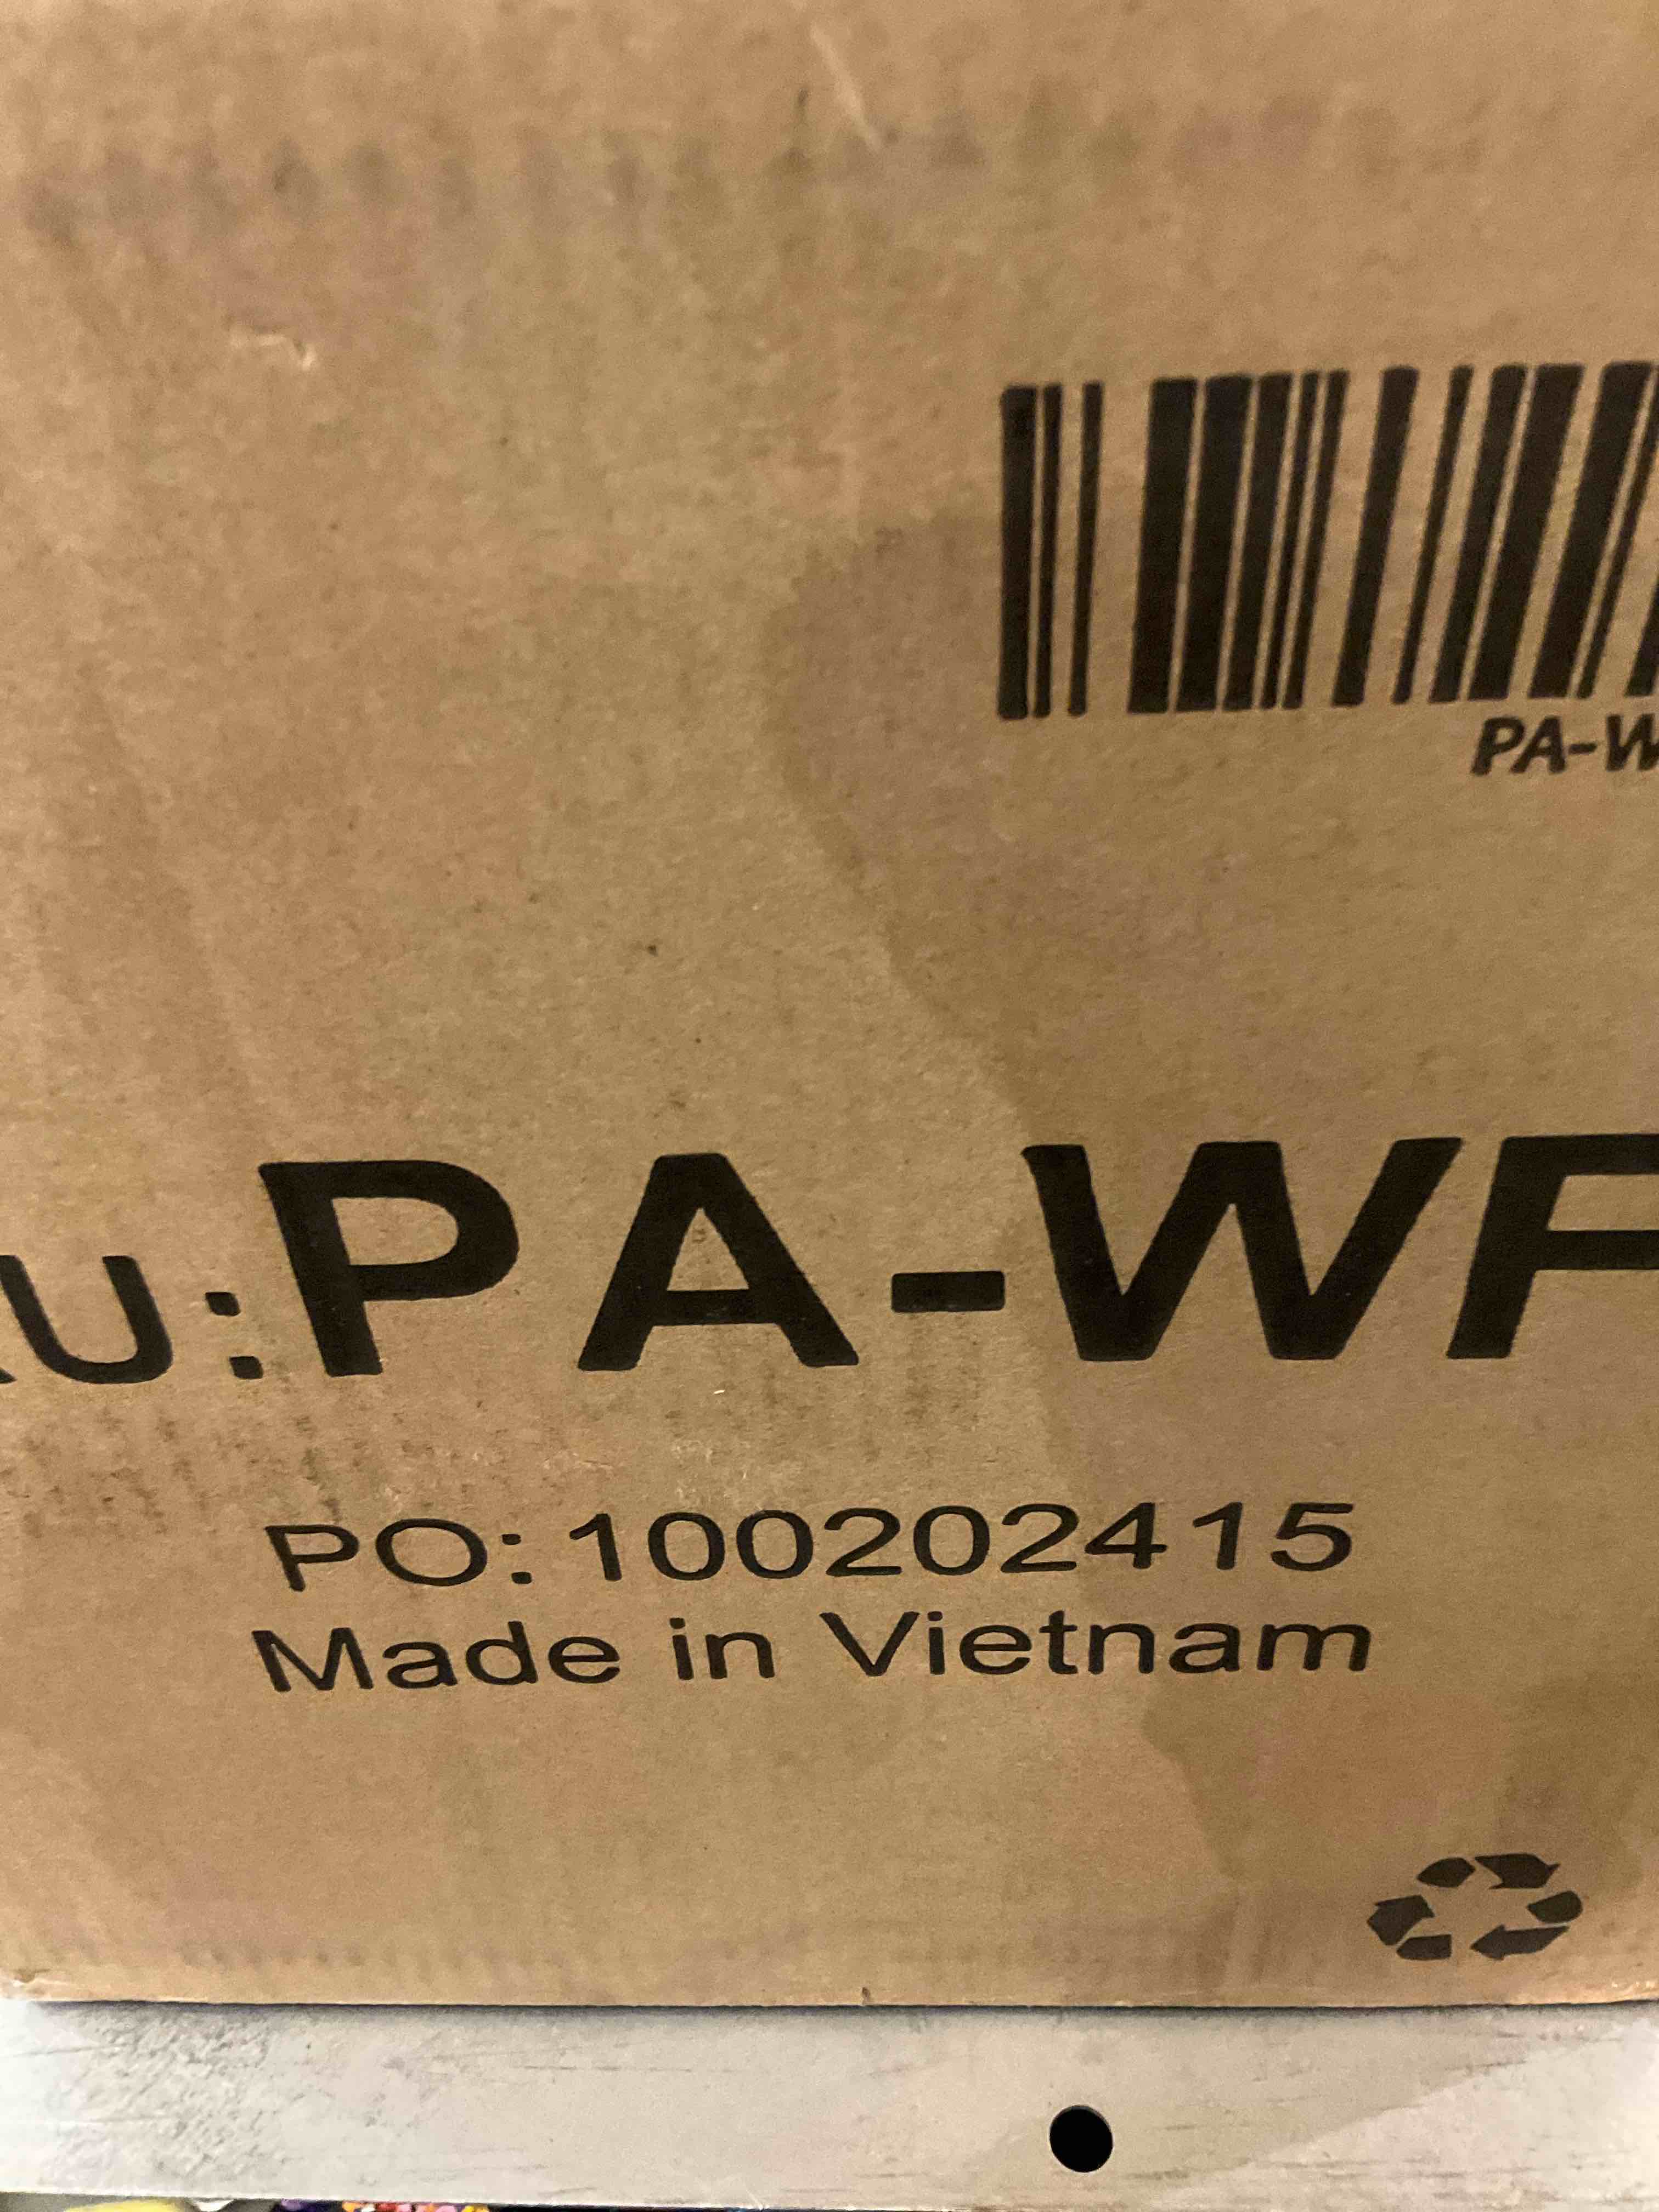 PA-W
U:PA-WF
PO: 100202415
Made in Vietnam